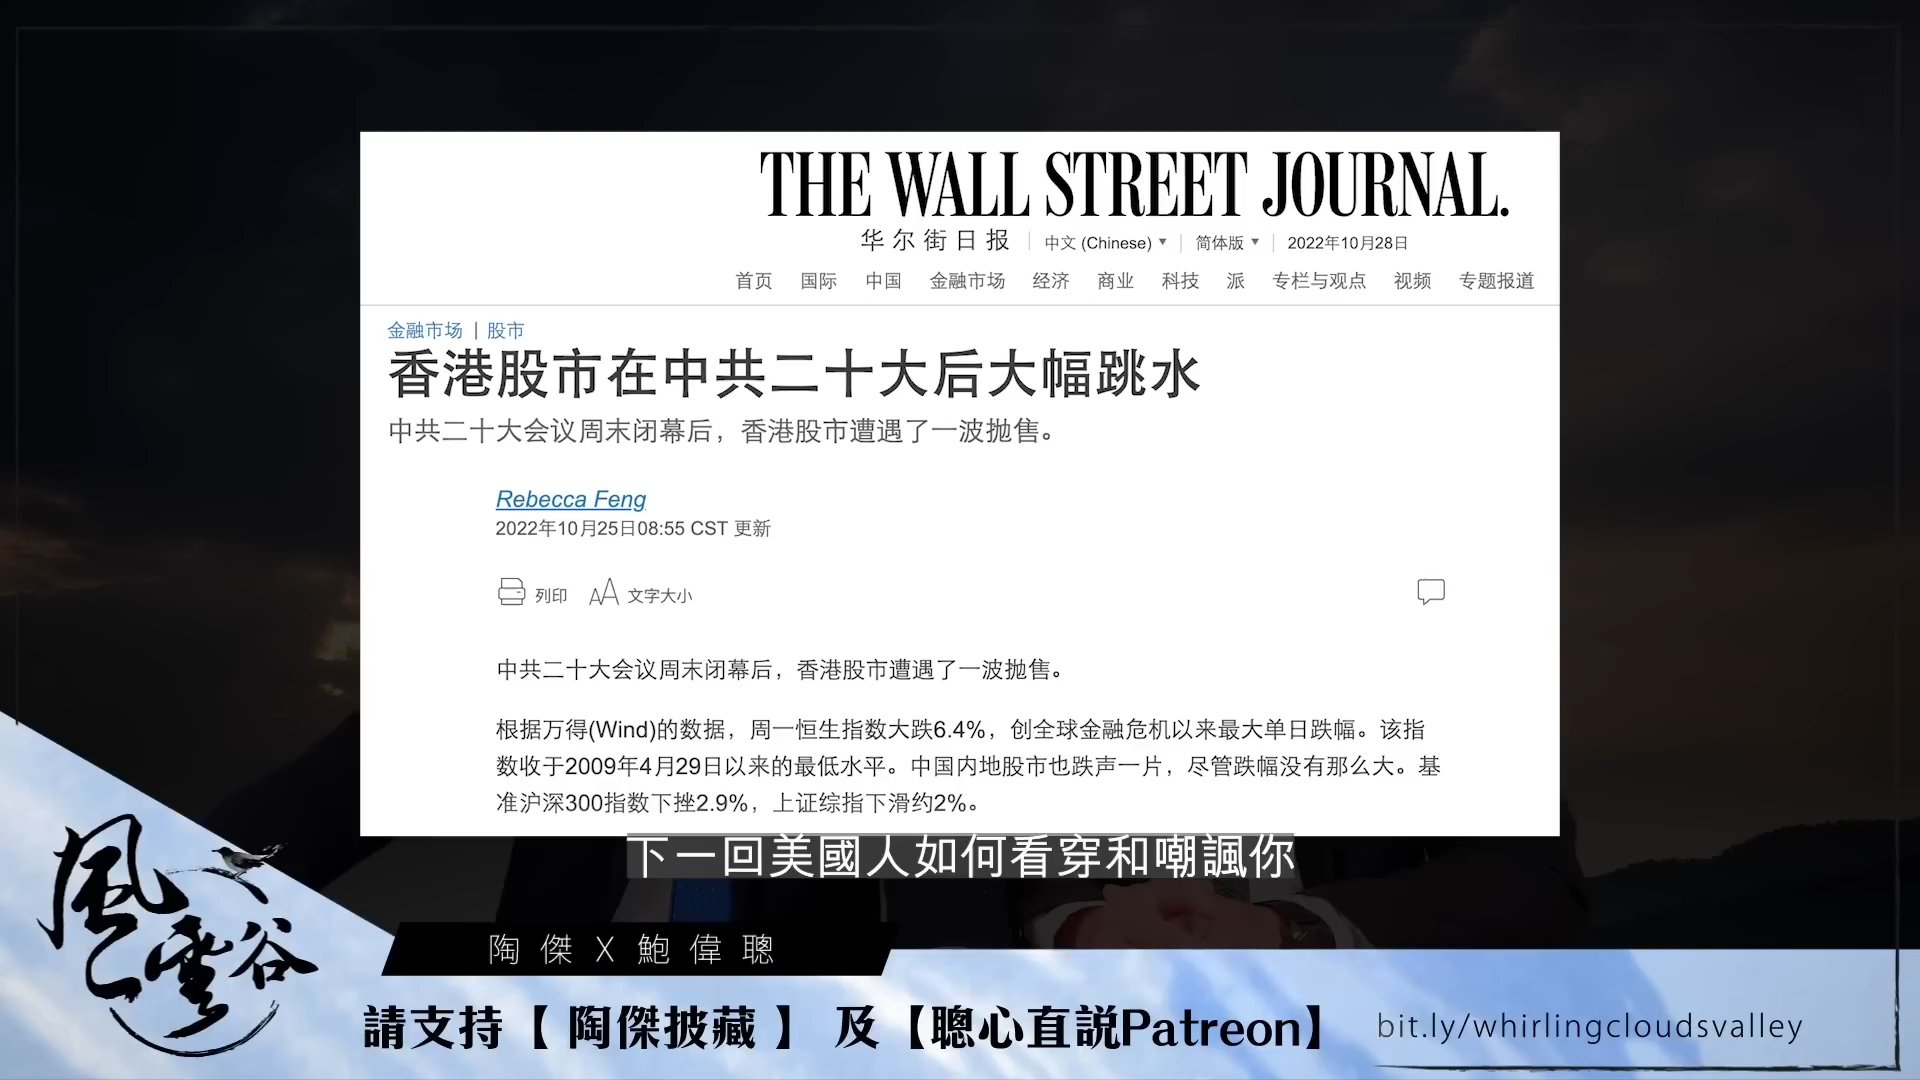 THE WALL STREET JOURNAL.
华尔街日报 中文 (Chinese) 简体版 2022年10月28日
首页 国际 中国 金融市场 经济 商业 科技 派 专栏与观点 视频 专题报道
金融市场 | 股市
香港股市在中共二十大后大幅跳水
中共二十大会议周末闭幕后，香港股市遭遇了一波抛售。
Rebecca Feng
2022年10月25日08:55 CST 更新
列印 AA 文字大小
中共二十大会议周末闭幕后，香港股市遭遇了一波抛售。
根据万得(Wind)的数据，周一恒生指数大跌6.4%，创全球金融危机以来最大单日跌幅。该指
数收于2009年4月29日以来的最低水平。中国内地股市也跌声一片，尽管跌幅没有那么大。基
准沪深300指数下挫2.9%，上证综指下滑约2%。
下一回美國人如何看穿和嘲諷你
風雲谷
陶傑 X 鮑偉聰
請支持【 陶傑披藏 】 及【聰心直説Patreon】
bit.ly/whirlingcloudsvalley